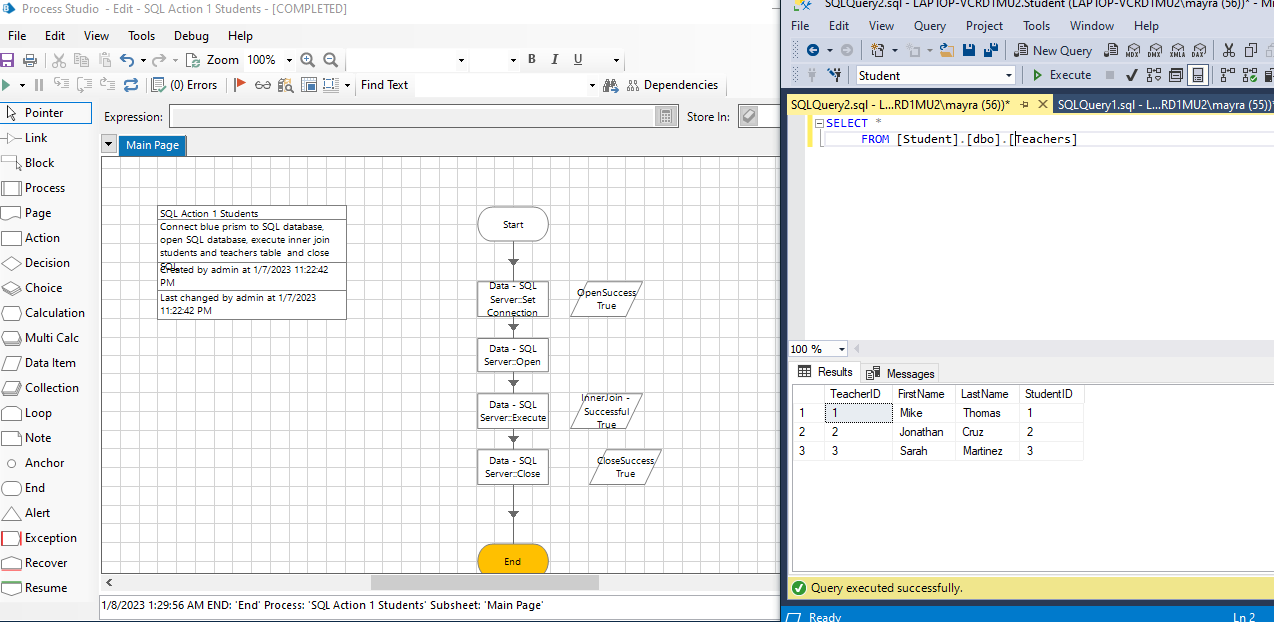 Process Studio - Edit - SQL Action 1 Students - [COMPLETED]
File Edit View Tools Debug Help
Zoom 100% B I U
(0) Errors Find Text Dependencies
Pointer
Link
Block
Process
Page
Action
Decision
Choice
Calculation
Multi Calc
Data Item
Collection
Loop
Note
Anchor
End
Alert
Exception
Recover
Resume
Expression: Store In:
Main Page
SQL Action 1 Students
Connect blue prism to SQL database,
open SQL database, execute inner join
students and teachers table and close
SQL
Created by admin at 1/7/2023 11:22:42
PM
Last changed by admin at 1/7/2023
11:22:42 PM
Start
Data - SQL
Server::Set
Connection
OpenSuccess
True
Data - SQL
Server::Open
Data - SQL
Server::Execute
InnerJoin -
Successful
True
Data - SQL
Server::Close
CloseSuccess
True
End
1/8/2023 1:29:56 AM END: 'End' Process: 'SQL Action 1 Students' Subsheet: 'Main Page'
SQLQuery2.sql - LAPTOP-VCRD1MU2.Student (LAPTOP-VCRD1MU2\mayra (56))* - Mi
File Edit View Query Project Tools Window Help
New Query MDX DMX XMLA DAX
Student Execute
SQLQuery2.sql - L...RD1MU2\mayra (56))* SQLQuery1.sql - L...RD1MU2\mayra (55))*
SELECT *
FROM [Student].[dbo].[Teachers]
100 %
Results Messages
TeacherID FirstName LastName StudentID
1 1 Mike Thomas 1
2 2 Jonathan Cruz 2
3 3 Sarah Martinez 3
Query executed successfully.
Ready Ln 2